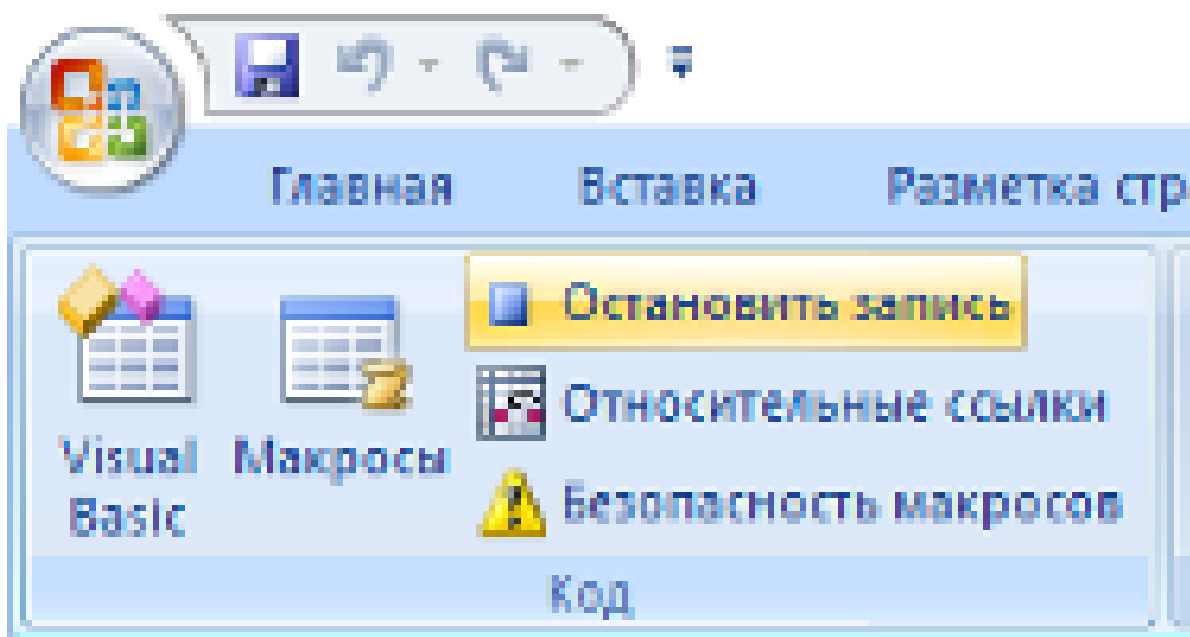 Главная Вставка Разметка стр
Остановить запись
Относительные ссылки
Visual Basic
Макросы
Безопасность макросов
Код